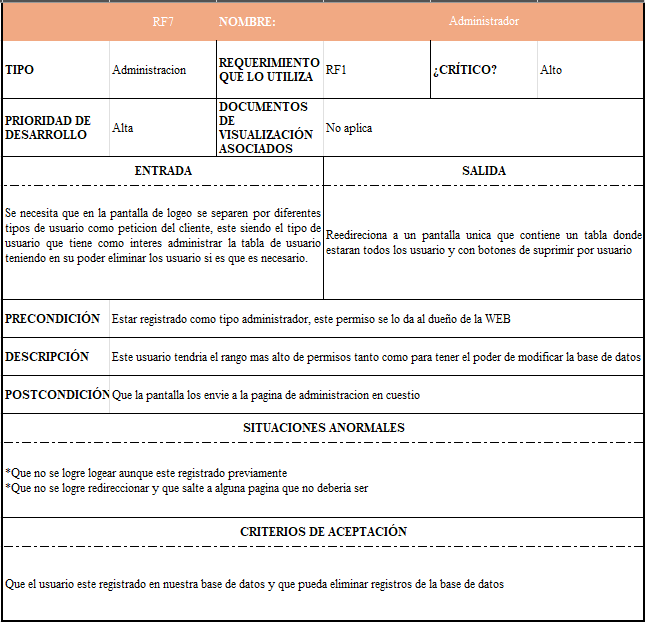 RF7 NOMBRE: Administrador
TIPO Administracion REQUERIMIENTO QUE LO UTILIZA RF1 ¿CRÍTICO? Alto
PRIORIDAD DE DESARROLLO Alta DOCUMENTOS DE VISUALIZACIÓN ASOCIADOS No aplica
ENTRADA SALIDA
Se necesita que en la pantalla de logeo se separen por diferentes
tipos de usuario como peticion del cliente, este siendo el tipo de
usuario que tiene como interes administrar la tabla de usuario
teniendo en su poder eliminar los usuario si es que es necesario.
Reedireciona a un pantalla unica que contiene un tabla donde
estaran todos los usuario y con botones de suprimir por usuario
PRECONDICIÓN Estar registrado como tipo administrador, este permiso se lo da al dueño de la WEB
DESCRIPCIÓN Este usuario tendria el rango mas alto de permisos tanto como para tener el poder de modificar la base de datos
POSTCONDICIÓN Que la pantalla los envie a la pagina de administracion en cuestio
SITUACIONES ANORMALES
*Que no se logre logear aunque este registrado previamente
*Que no se logre redireccionar y que salte a alguna pagina que no deberia ser
CRITERIOS DE ACEPTACIÓN
Que el usuario este registrado en nuestra base de datos y que pueda eliminar registros de la base de datos